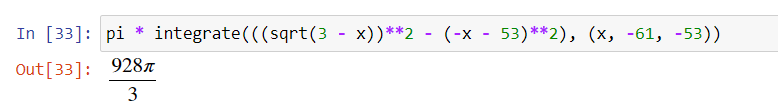 In [33]: pi * integrate(((sqrt(3 - x))**2 - (-x - 53)**2), (x, -61, -53))
Out[33]: 928π
3